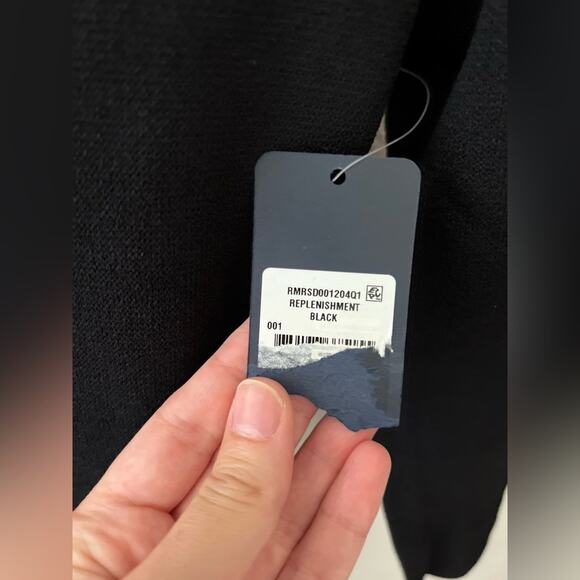 RMRSD001204Q1
REPLENISHMENT
BLACK
001